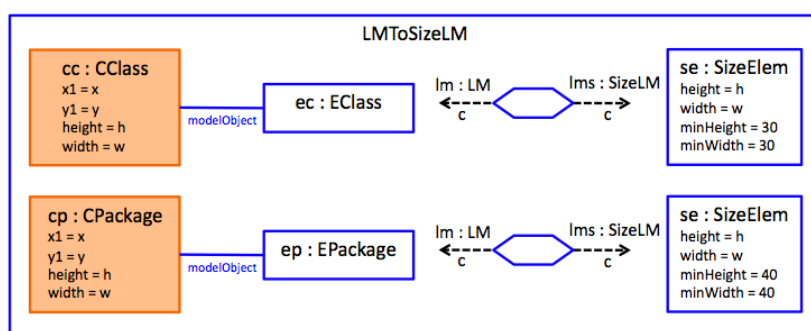 LMToSizeLM
cc : CClass
x1 = x
y1 = y
height = h
width = w
modelObject
ec : EClass
lm : LM
c
lms : SizeLM
c
se : SizeElem
height = h
width = w
minHeight = 30
minWidth = 30
cp : CPackage
x1 = x
y1 = y
height = h
width = w
modelObject
ep : EPackage
lm : LM
c
lms : SizeLM
c
se : SizeElem
height = h
width = w
minHeight = 40
minWidth = 40